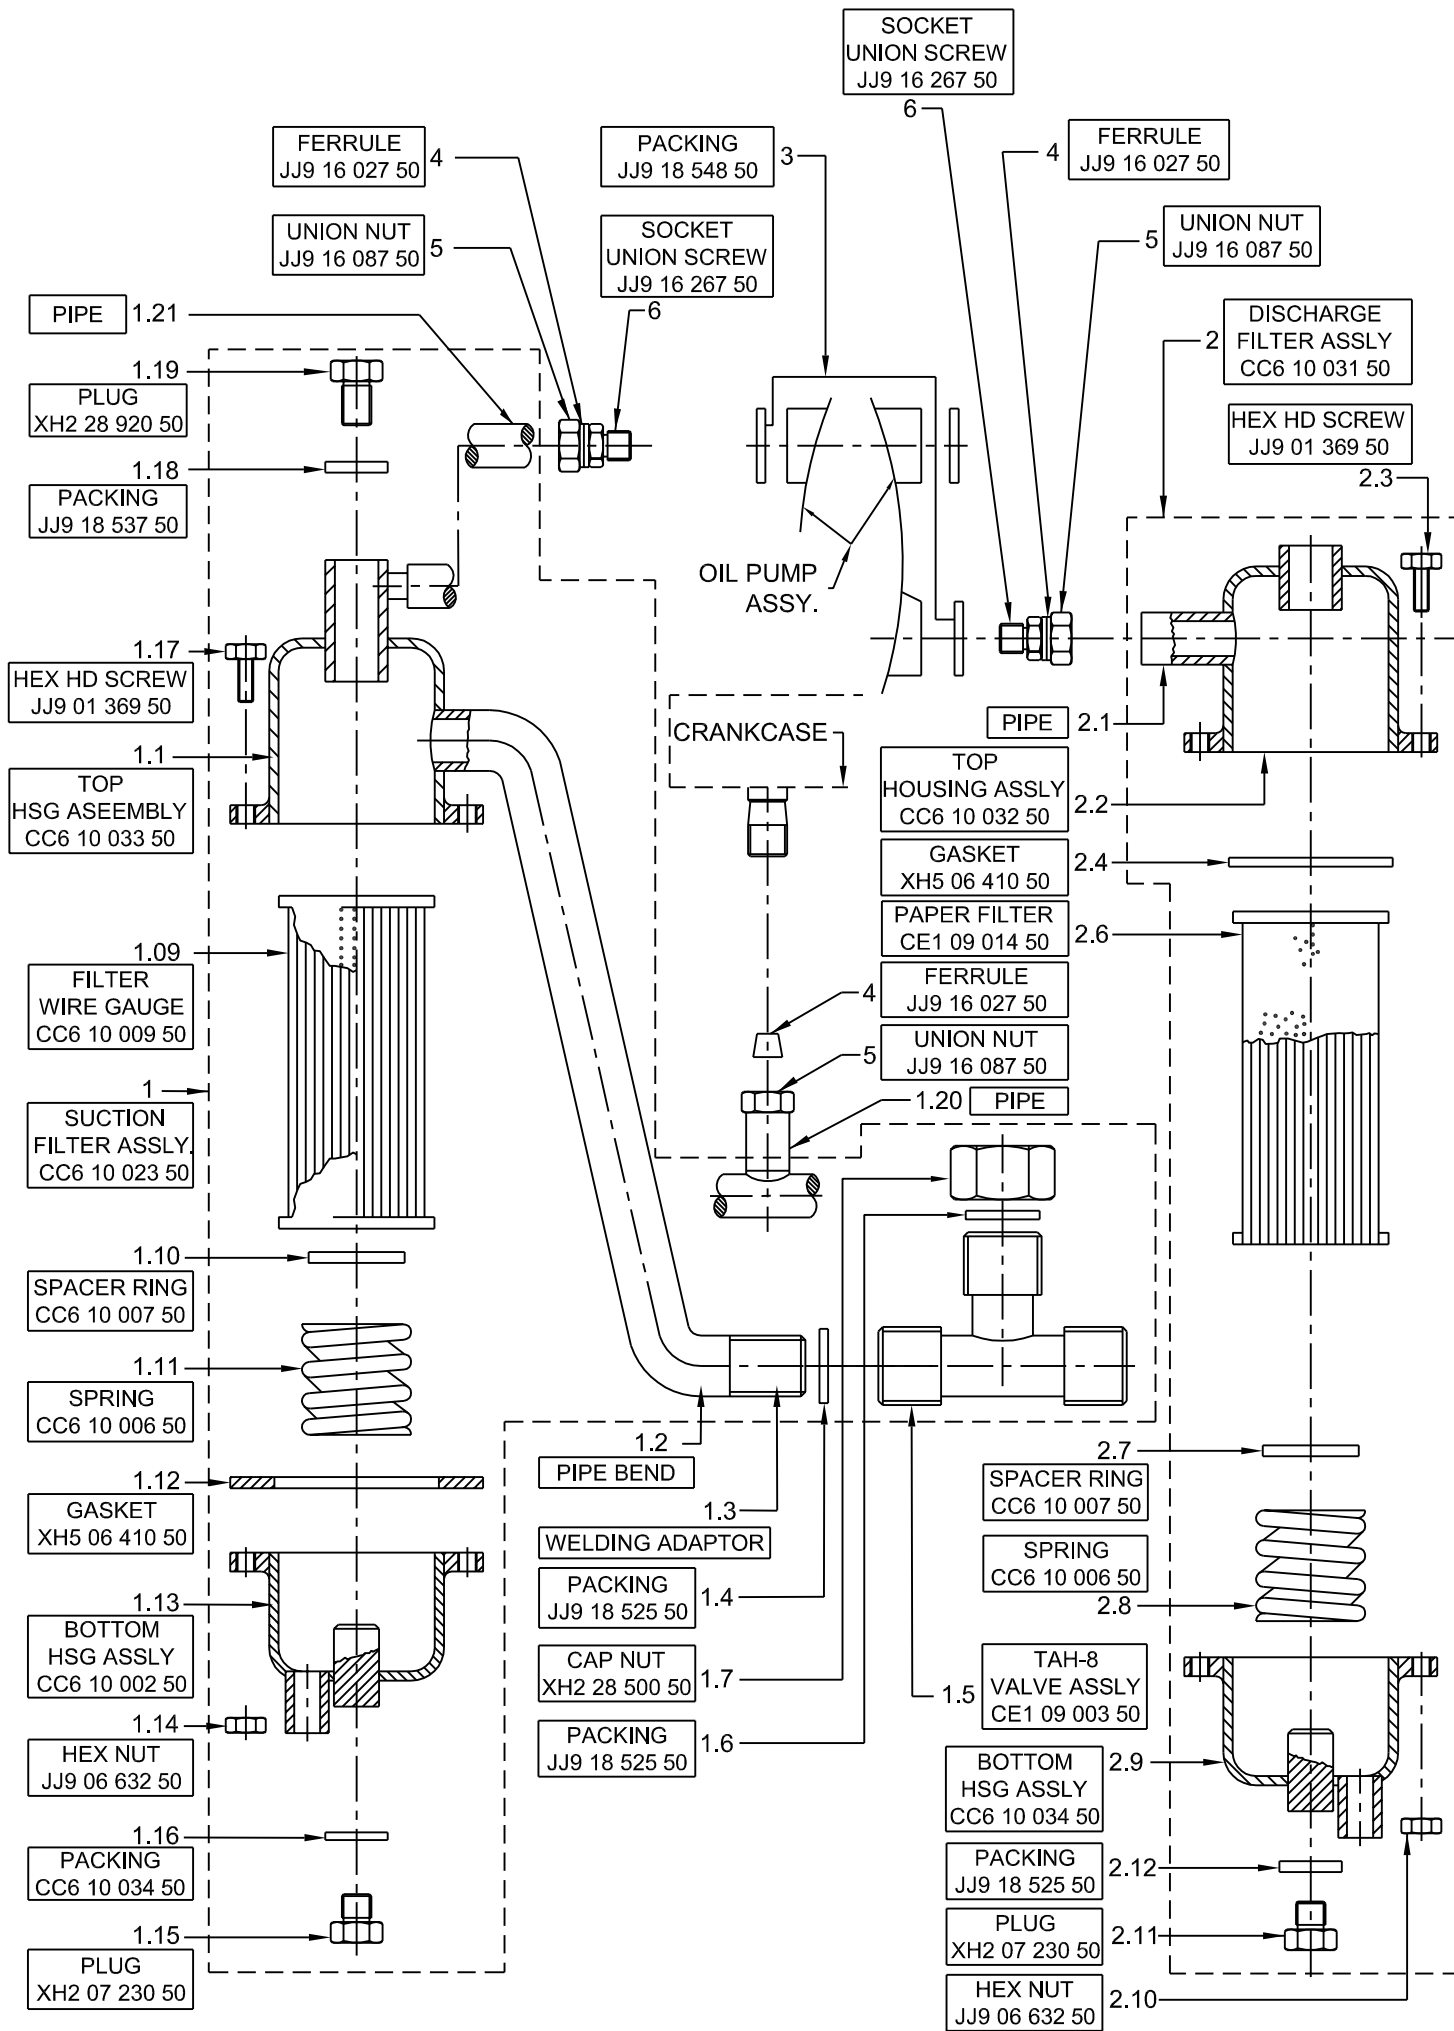 SOCKET
UNION SCREW
JJ9 16 267 50
6
FERRULE
JJ9 16 027 50
4
PACKING
JJ9 18 548 50
3
4
FERRULE
JJ9 16 027 50
UNION NUT
JJ9 16 087 50
5
SOCKET
UNION SCREW
JJ9 16 267 50
6
5
UNION NUT
JJ9 16 087 50
PIPE
1.21
2
DISCHARGE
FILTER ASSLY
CC6 10 031 50
1.19
PLUG
XH2 28 920 50
HEX HD SCREW
JJ9 01 369 50
2.3
1.18
PACKING
JJ9 18 537 50
OIL PUMP
ASSY.
1.17
HEX HD SCREW
JJ9 01 369 50
CRANKCASE
PIPE
2.1
1.1
TOP
HSG ASEEMBLY
CC6 10 033 50
TOP
HOUSING ASSLY
CC6 10 032 50
2.2
GASKET
XH5 06 410 50
2.4
PAPER FILTER
CE1 09 014 50
2.6
1.09
FILTER
WIRE GAUGE
CC6 10 009 50
4
FERRULE
JJ9 16 027 50
5
UNION NUT
JJ9 16 087 50
1
SUCTION
FILTER ASSLY.
CC6 10 023 50
1.20
PIPE
1.10
SPACER RING
CC6 10 007 50
1.11
SPRING
CC6 10 006 50
1.2
PIPE BEND
2.7
SPACER RING
CC6 10 007 50
1.12
GASKET
XH5 06 410 50
1.3
WELDING ADAPTOR
SPRING
CC6 10 006 50
2.8
1.13
BOTTOM
HSG ASSLY
CC6 10 002 50
PACKING
JJ9 18 525 50
1.4
CAP NUT
XH2 28 500 50
1.7
1.5
TAH-8
VALVE ASSLY
CE1 09 003 50
1.14
HEX NUT
JJ9 06 632 50
PACKING
JJ9 18 525 50
1.6
BOTTOM
HSG ASSLY
CC6 10 034 50
2.9
1.16
PACKING
CC6 10 034 50
PACKING
JJ9 18 525 50
2.12
1.15
PLUG
XH2 07 230 50
PLUG
XH2 07 230 50
2.11
HEX NUT
JJ9 06 632 50
2.10